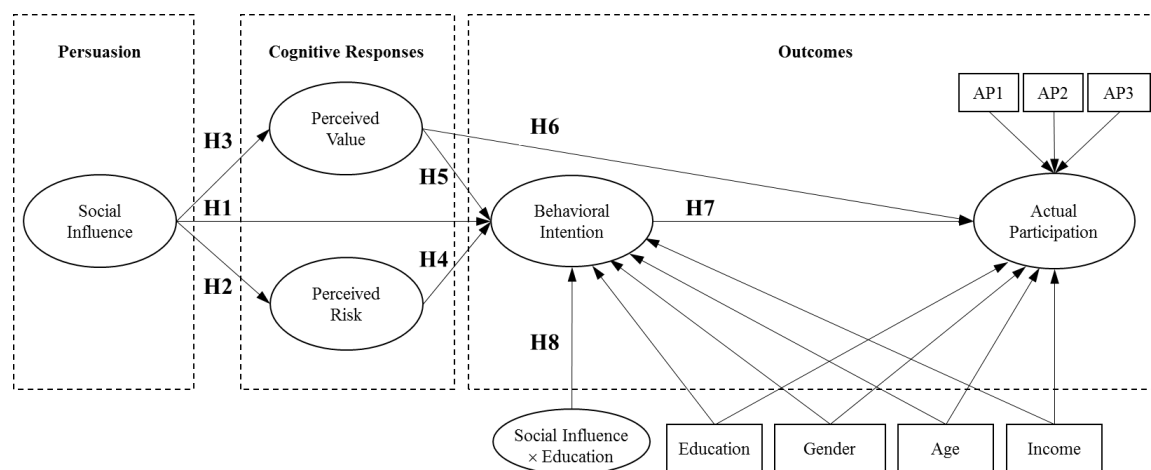 Persuasion
Cognitive Responses
Outcomes
AP1
AP2
AP3
Perceived
Value
H6
H3
H5
Social
Influence
H1
Behavioral
Intention
H7
Actual
Participation
H4
H2
Perceived
Risk
H8
Social Influence
× Education
Education
Gender
Age
Income